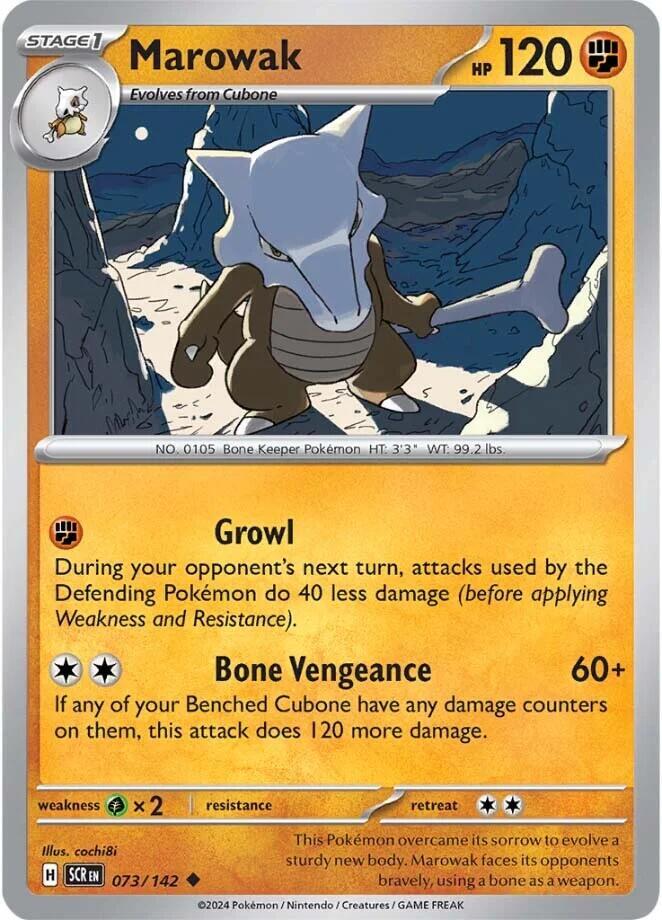 STAGE1
Marowak
HP 120
Evolves from Cubone
NO. 0105 Bone Keeper Pokémon HT: 3'3" WT: 99.2 lbs.
Growl
During your opponent's next turn, attacks used by the
Defending Pokémon do 40 less damage (before applying
Weakness and Resistance).
Bone Vengeance 60+
If any of your Benched Cubone have any damage counters
on them, this attack does 120 more damage.
weakness ×2 resistance retreat
Illus. cochi8i
H SCR EN 073/142
This Pokémon overcame its sorrow to evolve a
sturdy new body. Marowak faces its opponents
bravely, using a bone as a weapon.
©2024 Pokémon / Nintendo / Creatures / GAME FREAK